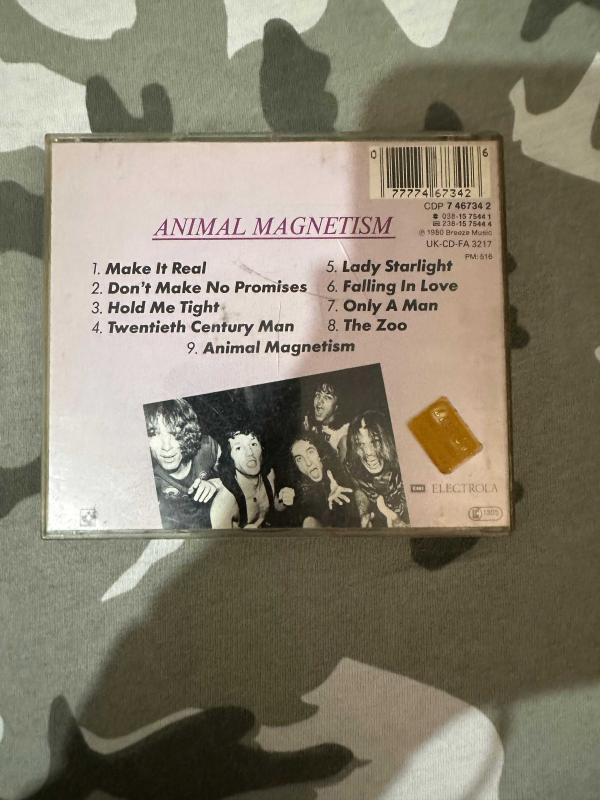 0 77774 67342 6
CDP 7 46734 2
038-15 7544 1
238-15 7544 4
℗ 1980 Breeze Music
UK-CD-FA 3217
PM: 516
ANIMAL MAGNETISM
1. Make It Real
2. Don't Make No Promises
3. Hold Me Tight
4. Twentieth Century Man
5. Lady Starlight
6. Falling In Love
7. Only A Man
8. The Zoo
9. Animal Magnetism
EMI ELECTROLA